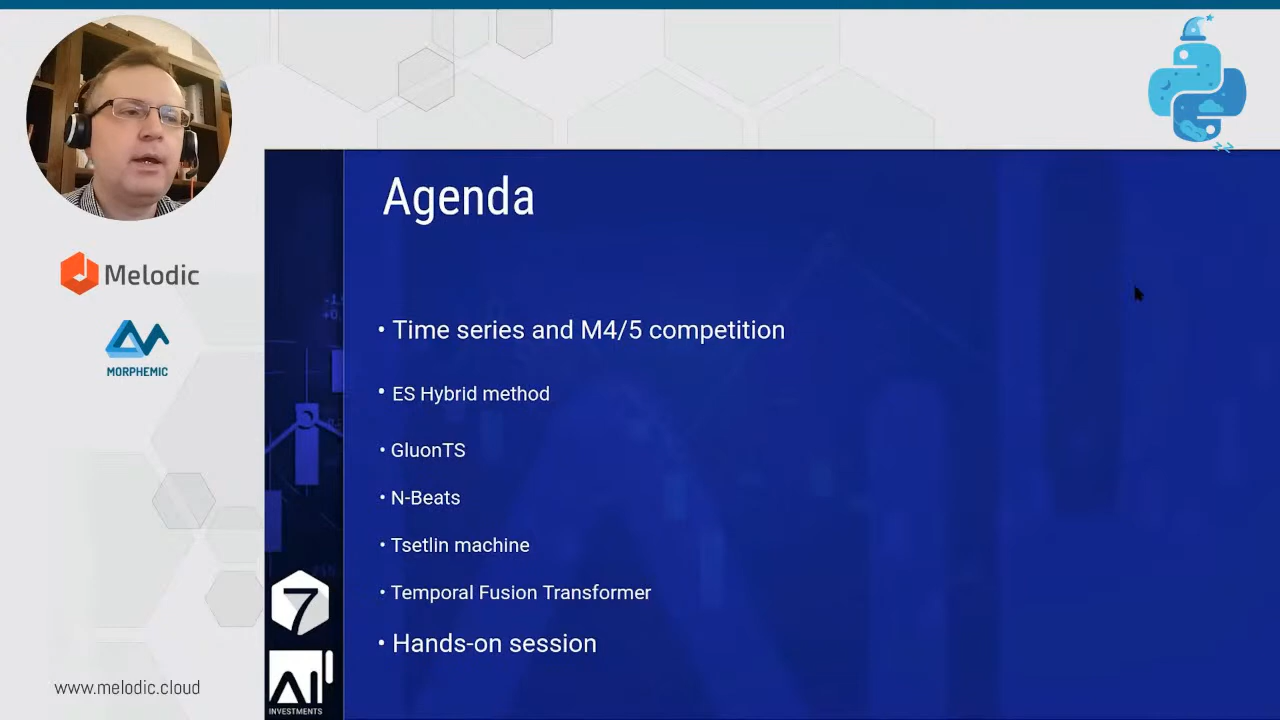 Melodic
MORPHEMIC
www.melodic.cloud
Agenda
• Time series and M4/5 competition
• ES Hybrid method
• GluonTS
• N-Beats
• Tsetlin machine
• Temporal Fusion Transformer
• Hands-on session
7
AI
INVESTMENTS